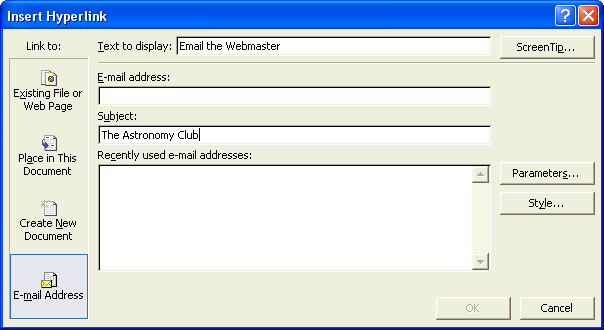 Insert Hyperlink
?
Link to:
Text to display:
Email the Webmaster
ScreenTip...
Existing File or
Web Page
Place in This
Document
Create New
Document
E-mail Address
E-mail address:
Subject:
The Astronomy Club
Recently used e-mail addresses:
Parameters...
Style...
OK
Cancel